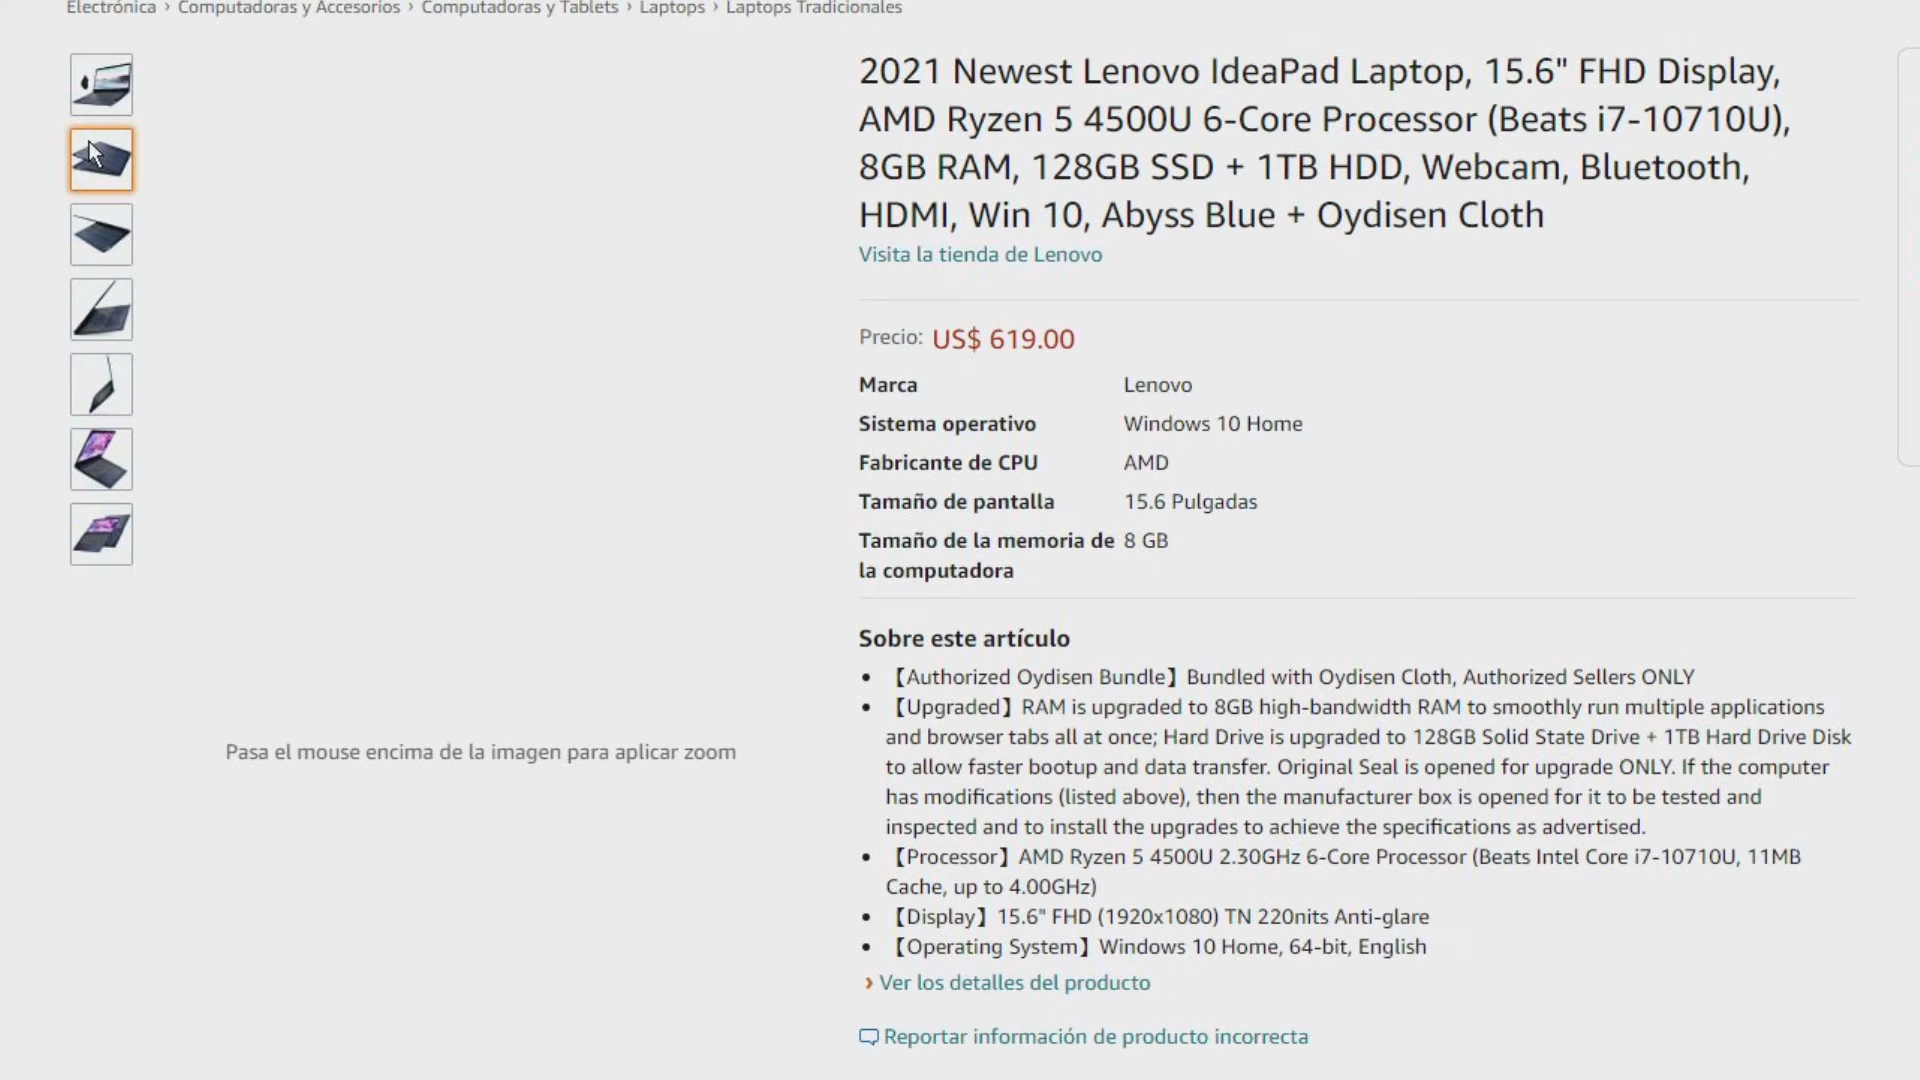 Electrónica › Computadoras y Accesorios › Computadoras y Tablets › Laptops › Laptops Tradicionales
2021 Newest Lenovo IdeaPad Laptop, 15.6" FHD Display,
AMD Ryzen 5 4500U 6-Core Processor (Beats i7-10710U),
8GB RAM, 128GB SSD + 1TB HDD, Webcam, Bluetooth,
HDMI, Win 10, Abyss Blue + Oydisen Cloth
Visita la tienda de Lenovo
Precio: US$ 619.00
Marca Lenovo
Sistema operativo Windows 10 Home
Fabricante de CPU AMD
Tamaño de pantalla 15.6 Pulgadas
Tamaño de la memoria de 8 GB
la computadora
Sobre este artículo
• 【Authorized Oydisen Bundle】Bundled with Oydisen Cloth, Authorized Sellers ONLY
• 【Upgraded】RAM is upgraded to 8GB high-bandwidth RAM to smoothly run multiple applications
and browser tabs all at once; Hard Drive is upgraded to 128GB Solid State Drive + 1TB Hard Drive Disk
to allow faster bootup and data transfer. Original Seal is opened for upgrade ONLY. If the computer
has modifications (listed above), then the manufacturer box is opened for it to be tested and
inspected and to install the upgrades to achieve the specifications as advertised.
• 【Processor】AMD Ryzen 5 4500U 2.30GHz 6-Core Processor (Beats Intel Core i7-10710U, 11MB
Cache, up to 4.00GHz)
• 【Display】15.6" FHD (1920x1080) TN 220nits Anti-glare
• 【Operating System】Windows 10 Home, 64-bit, English
› Ver los detalles del producto
Reportar información de producto incorrecta
Pasa el mouse encima de la imagen para aplicar zoom